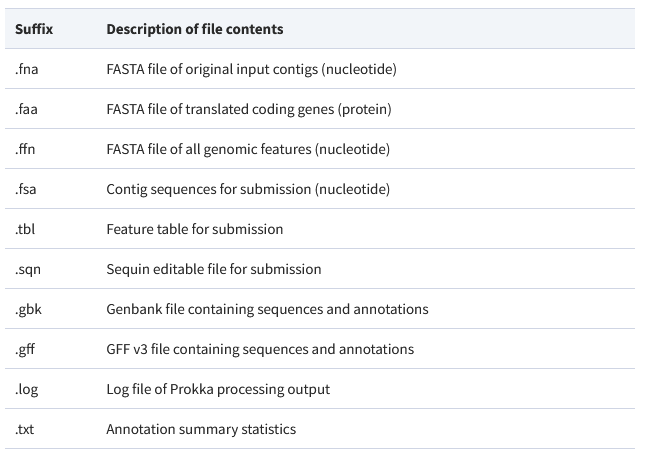 Suffix Description of file contents
.fna FASTA file of original input contigs (nucleotide)
.faa FASTA file of translated coding genes (protein)
.ffn FASTA file of all genomic features (nucleotide)
.fsa Contig sequences for submission (nucleotide)
.tbl Feature table for submission
.sqn Sequin editable file for submission
.gbk Genbank file containing sequences and annotations
.gff GFF v3 file containing sequences and annotations
.log Log file of Prokka processing output
.txt Annotation summary statistics